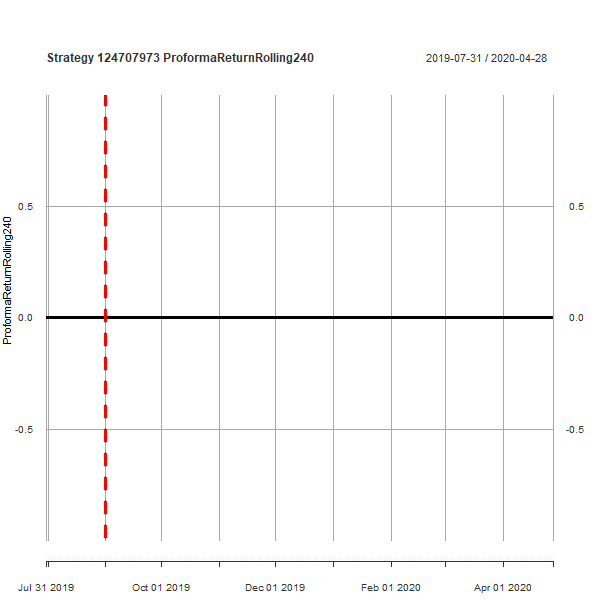 Strategy 124707973 ProformaReturnRolling240
2019-07-31 / 2020-04-28
ProformaReturnRolling240
0.5
0.5
0.0
0.0
-0.5
-0.5
Jul 31 2019
Oct 01 2019
Dec 01 2019
Feb 01 2020
Apr 01 2020